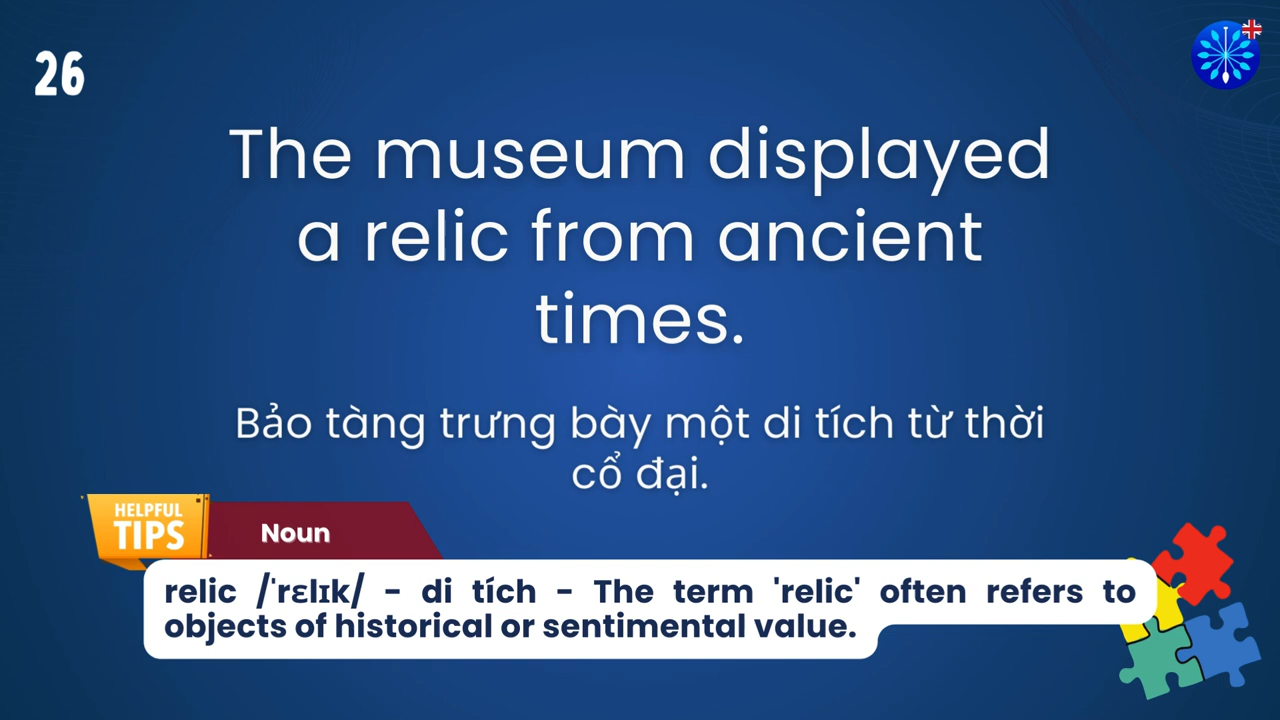 26
The museum displayed
a relic from ancient
times.
Bảo tàng trưng bày một di tích từ thời
cổ đại.
HELPFUL
TIPS
Noun
relic /ˈrɛlɪk/ - di tích - The term 'relic' often refers to
objects of historical or sentimental value.